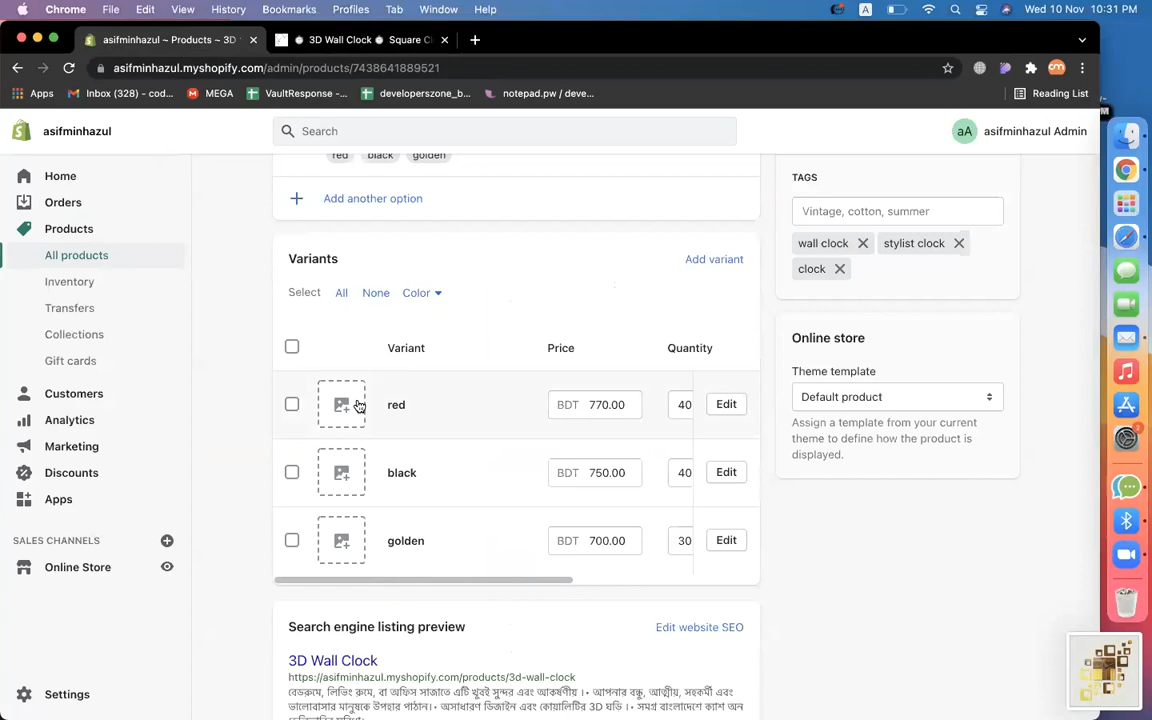 Chrome File Edit View History Bookmarks Profiles Tab Window Help A Wed 10 Nov 10:31 PM
asifminhazul ~ Products ~ 3D 3D Wall Clock Square Cl
asifminhazul.myshopify.com/admin/products/7438641889521
Apps Inbox (328) - cod... MEGA VaultResponse -... developerszone_b... notepad.pw / deve... Reading List
asifminhazul Search aA asifminhazul Admin
Home
Orders
Products
All products
Inventory
Transfers
Collections
Gift cards
Customers
Analytics
Marketing
Discounts
Apps
SALES CHANNELS
Online Store
Settings
red black golden
Add another option
Variants Add variant
Select All None Color
Variant Price Quantity
red BDT 770.00 40 Edit
black BDT 750.00 40 Edit
golden BDT 700.00 30 Edit
Search engine listing preview Edit website SEO
3D Wall Clock
https://asifminhazul.myshopify.com/products/3d-wall-clock
বেডরুমে, লিভিং রুমে, বা অফিস সাজাতে এটি খুবই সুন্দর এবং আকর্ষণীয় ।• আপনার বন্ধু, আত্মীয়, সহকর্মী এবং
ভালোবাসার মানুষকে উপহার পাঠান।• অসাধারণ ডিজাইন এবং কোয়ালিটির 3D ঘড়ি ।• সমগ্র বাংলাদেশে ক্যাশ অন
TAGS
Vintage, cotton, summer
wall clock stylist clock
clock
Online store
Theme template
Default product
Assign a template from your current
theme to define how the product is
displayed.